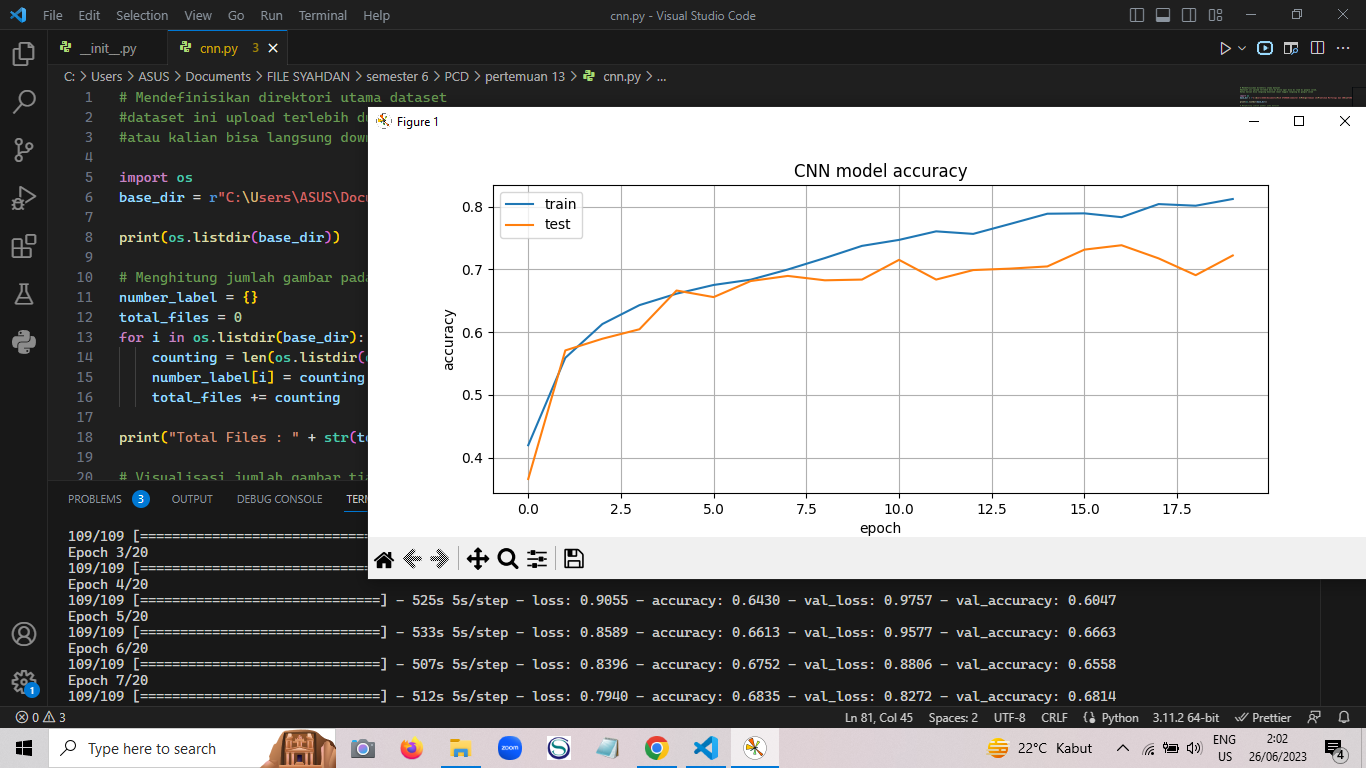 File Edit Selection View Go Run Terminal Help cnn.py - Visual Studio Code
__init__.py cnn.py 3
C: > Users > ASUS > Documents > FILE SYAHDAN > semester 6 > PCD > pertemuan 13 > cnn.py > ...
1 # Mendefinisikan direktori utama dataset
2 #dataset ini upload terlebih
3 #atau kalian bisa langsung
4
5 import os
6 base_dir = r"C:\Users\ASUS\
7
8 print(os.listdir(base_dir))
9
10 # Menghitung jumlah gambar
11 number_label = {}
12 total_files = 0
13 for i in os.listdir(base_dir):
14 counting = len(os.listdir(
15 number_label[i] = counting
16 total_files += counting
17
18 print("Total Files : " + str(
19
20 # Visualisasi jumlah gambar
Figure 1
CNN model accuracy
train
test
0.8
0.7
0.6
0.5
0.4
accuracy
0.0 2.5 5.0 7.5 10.0 12.5 15.0 17.5
epoch
PROBLEMS 3 OUTPUT DEBUG CONSOLE
109/109 [==============================
Epoch 3/20
109/109 [==============================
Epoch 4/20
109/109 [==============================] - 525s 5s/step - loss: 0.9055 - accuracy: 0.6430 - val_loss: 0.9757 - val_accuracy: 0.6047
Epoch 5/20
109/109 [==============================] - 533s 5s/step - loss: 0.8589 - accuracy: 0.6613 - val_loss: 0.9577 - val_accuracy: 0.6663
Epoch 6/20
109/109 [==============================] - 507s 5s/step - loss: 0.8396 - accuracy: 0.6752 - val_loss: 0.8806 - val_accuracy: 0.6558
Epoch 7/20
109/109 [==============================] - 512s 5s/step - loss: 0.7940 - accuracy: 0.6835 - val_loss: 0.8272 - val_accuracy: 0.6814
1
0 3 Ln 81, Col 45 Spaces: 2 UTF-8 CRLF Python 3.11.2 64-bit Prettier
Type here to search zoom 22°C Kabut ENG US 2:02 26/06/2023 4